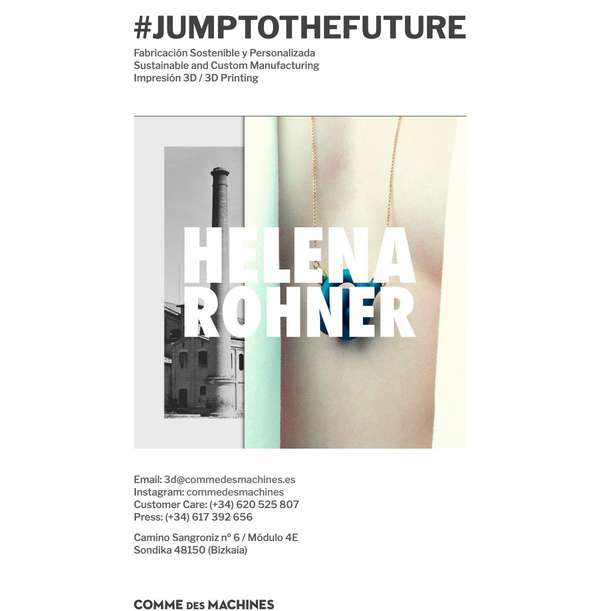 #JUMPTOTHEFUTURE
Fabricación Sostenible y Personalizada
Sustainable and Custom Manufacturing
Impresión 3D / 3D Printing
HELENA
ROHNER
Email: 3d@commedesmachines.es
Instagram: commedesmachines
Customer Care: (+34) 620 525 807
Press: (+34) 617 392 656
Camino Sangroniz nº 6 / Módulo 4E
Sondika 48150 (Bizkaia)
COMME DES MACHINES